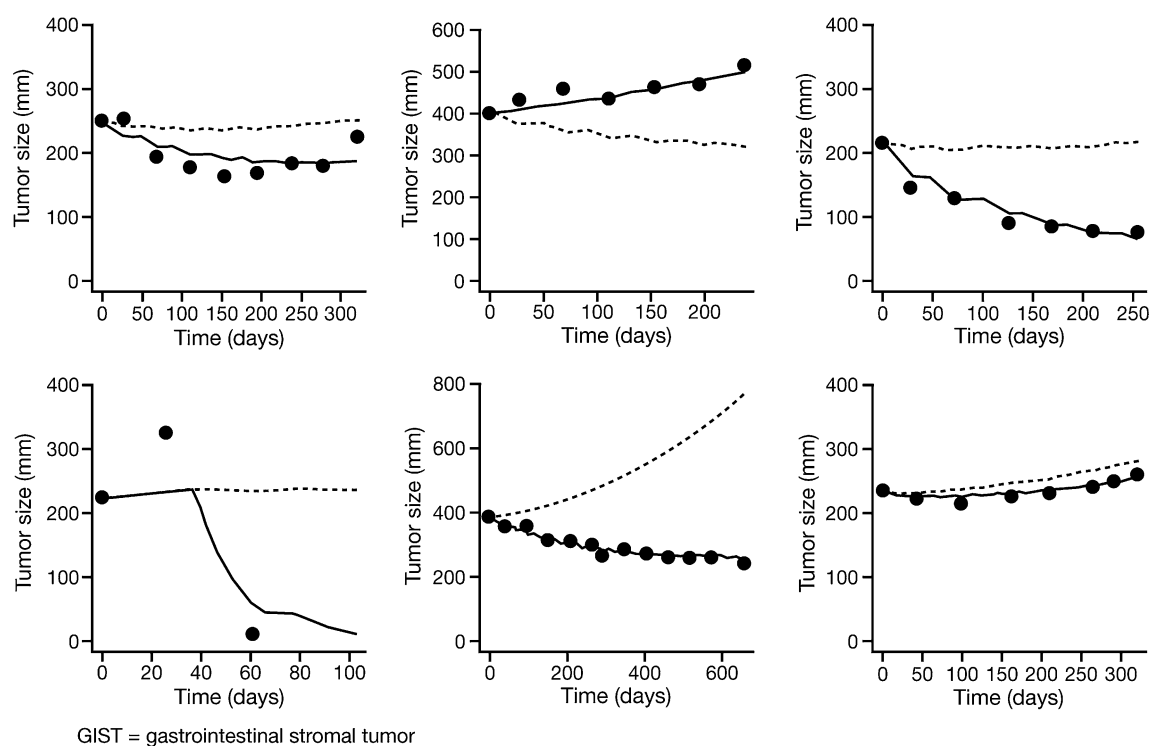 400
300
200
100
0
Tumor size (mm)
0 50 100 150 200 250 300
Time (days)
600
500
400
300
200
100
0
Tumor size (mm)
0 50 100 150 200
Time (days)
400
300
200
100
0
Tumor size (mm)
0 50 100 150 200 250
Time (days)
400
300
200
100
0
Tumor size (mm)
0 20 40 60 80 100
Time (days)
800
600
400
200
0
Tumor size (mm)
0 200 400 600
Time (days)
400
300
200
100
0
Tumor size (mm)
0 50 100 150 200 250 300
Time (days)
GIST = gastrointestinal stromal tumor